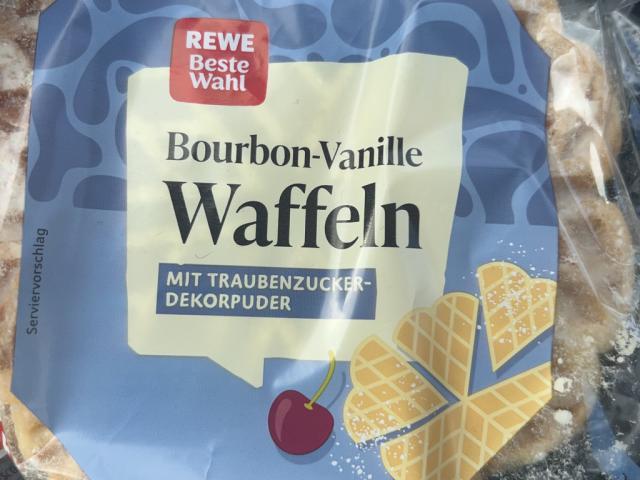 REWE
Beste
Wahl
Bourbon-Vanille
Waffeln
MIT TRAUBENZUCKER-
DEKORPUDER
Serviervorschlag